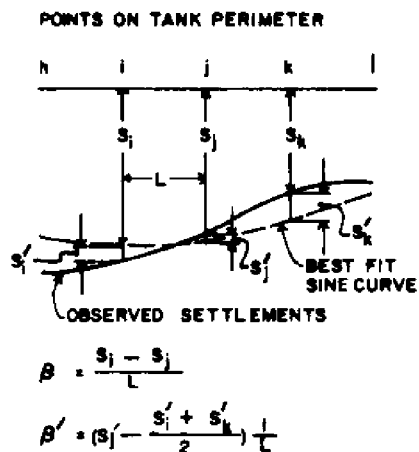 POINTS ON TANK PERIMETER
h i j k l
Si Sj Sk
L
Si' Sj' Sk'
BEST FIT
SINE CURVE
OBSERVED SETTLEMENTS
β = Si - Sj / L
β' = (Sj' - Si' + Sk' / 2) 1/L